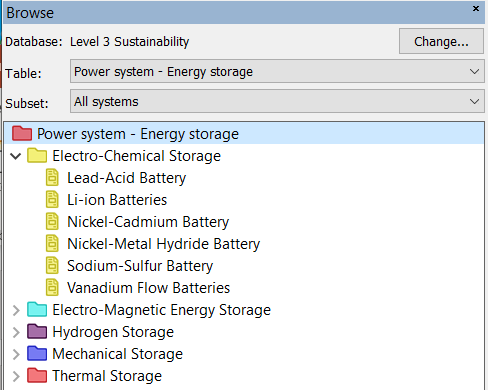 Browse
Database: Level 3 Sustainability Change...
Table: Power system - Energy storage
Subset: All systems
Power system - Energy storage
Electro-Chemical Storage
Lead-Acid Battery
Li-ion Batteries
Nickel-Cadmium Battery
Nickel-Metal Hydride Battery
Sodium-Sulfur Battery
Vanadium Flow Batteries
Electro-Magnetic Energy Storage
Hydrogen Storage
Mechanical Storage
Thermal Storage